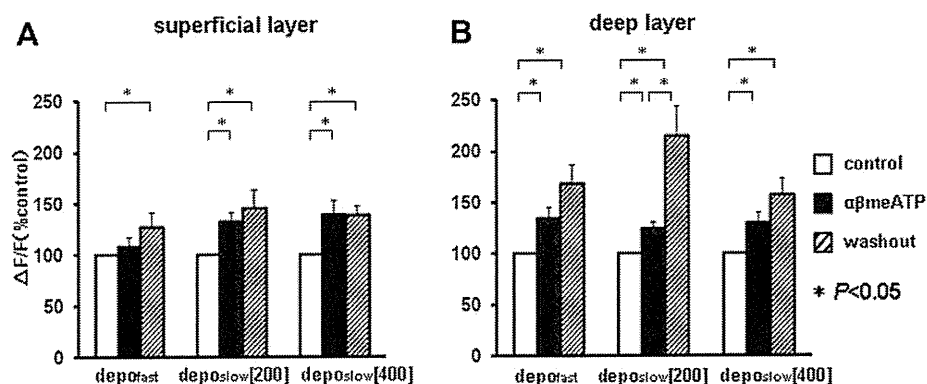 A
superficial layer
B
deep layer
* * * * *
* * * * * * *
250
200
150
100
50
0
ΔF/F(%control)
depofast
deposlow[200]
deposlow[400]
250
200
150
100
50
0
depofast
deposlow[200]
deposlow[400]
control
αβmeATP
washout
* P<0.05